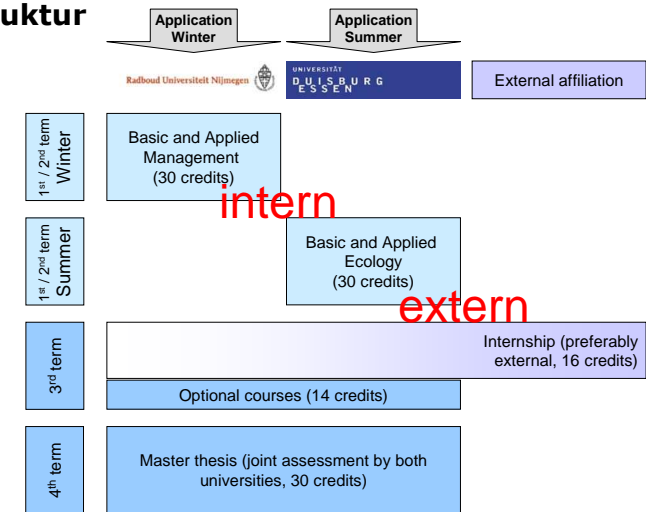 uktur
Application
Winter
Application
Summer
Radboud Universiteit Nijmegen
UNIVERSITÄT
DUISBURG
ESSEN
External affiliation
1st / 2nd term
Winter
Basic and Applied
Management
(30 credits)
intern
1st / 2nd term
Summer
Basic and Applied
Ecology
(30 credits)
extern
3rd term
Internship (preferably
external, 16 credits)
Optional courses (14 credits)
4th term
Master thesis (joint assessment by both
universities, 30 credits)